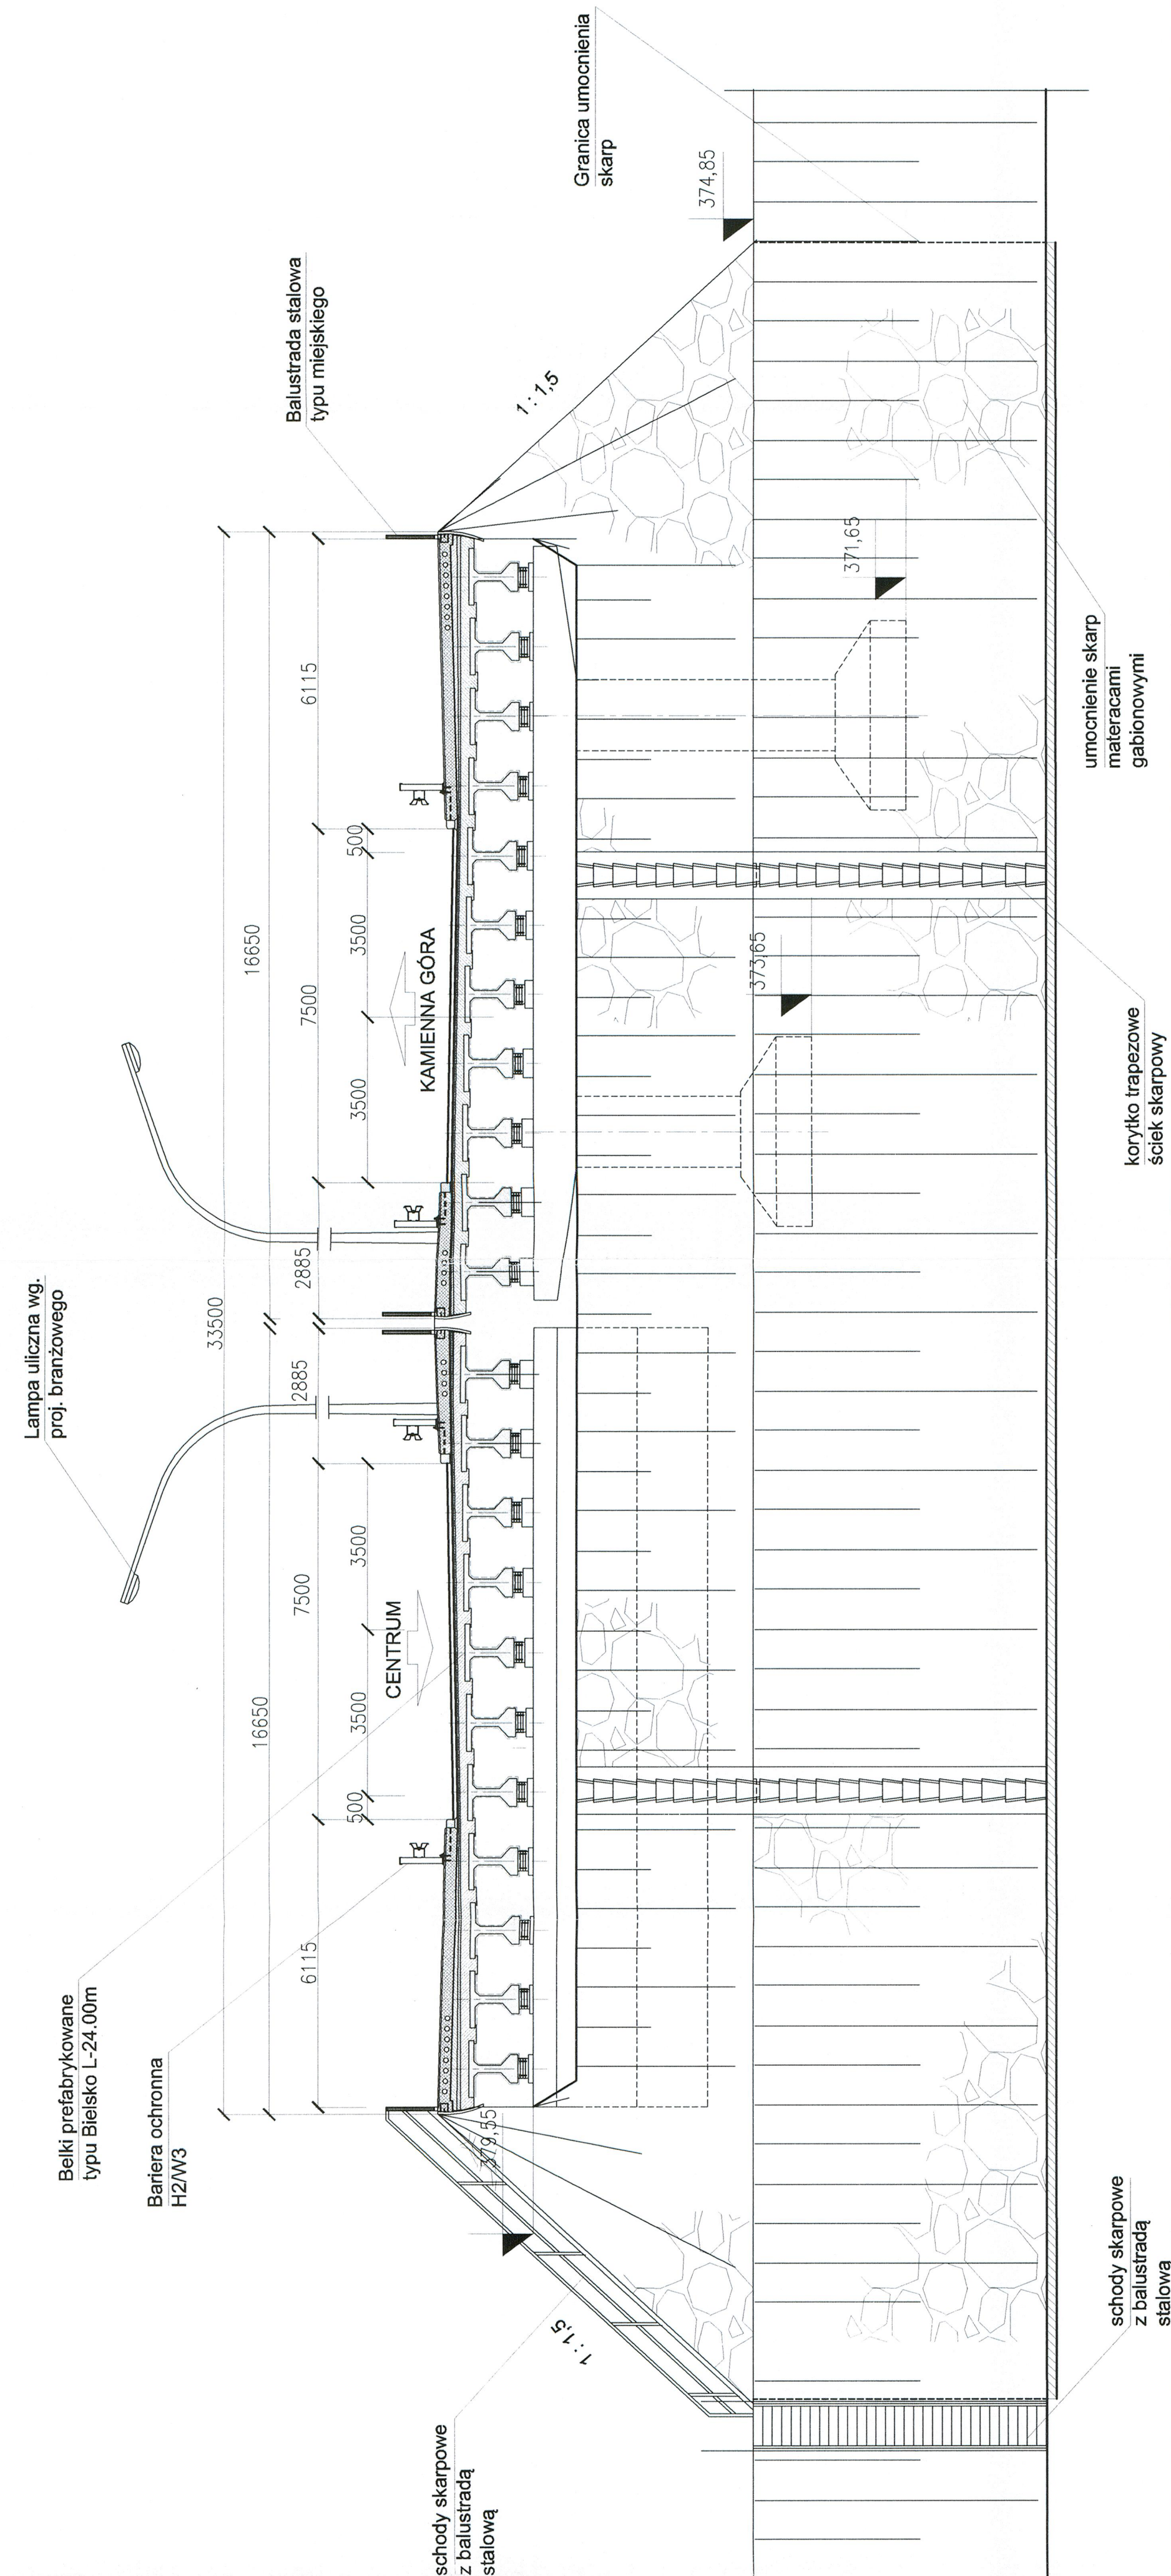 Lampa uliczna wg.
proj. branżowego
Belki prefabrykowane
typu Bielsko L-24.00m
Bariera ochronna
H2/W3
Balustrada stalowa
typu miejskiego
Granica umocnienia
skarp
33500
16650
16650
6115
7500
2885
2885
7500
6115
500
3500
3500
3500
3500
500
CENTRUM
KAMIENNA GÓRA
1 : 1,5
1 : 1,5
379,55
374,85
373,65
371,65
schody skarpowe
z balustradą
stalową
schody skarpowe
z balustradą
stalowa
korytko trapezowe
ściek skarpowy
umocnienie skarp
materacami
gabionowymi